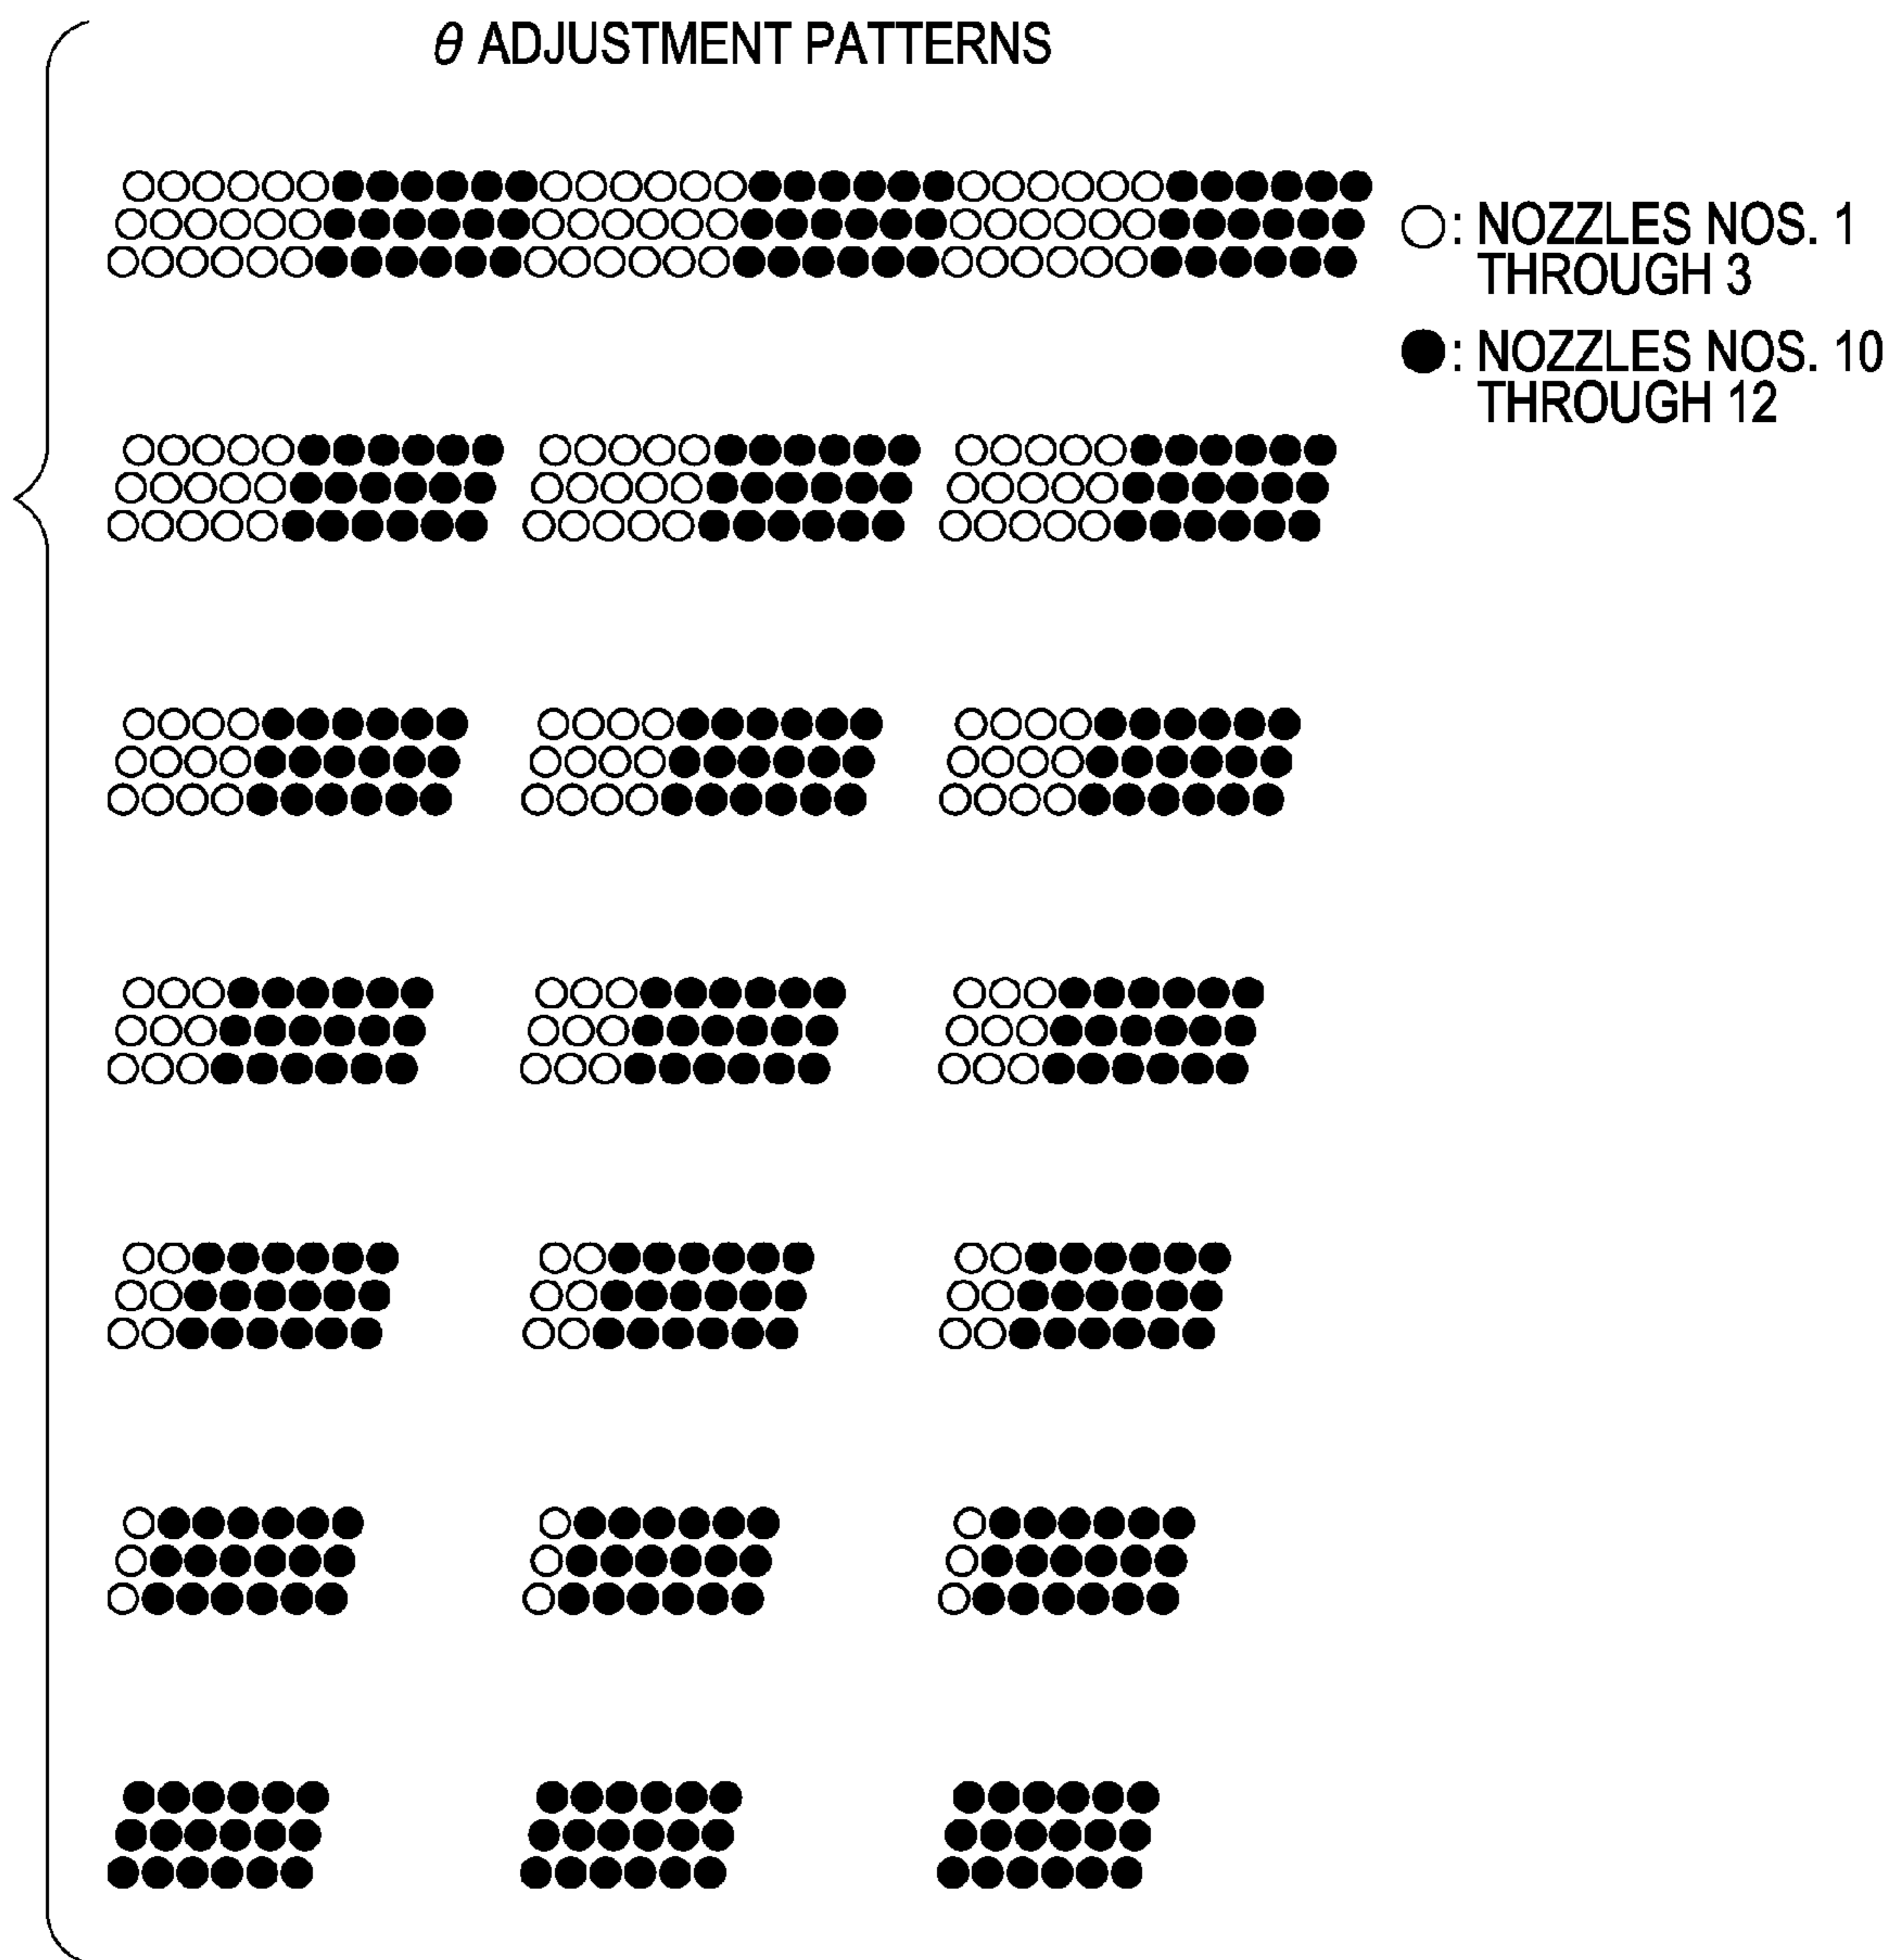 θ ADJUSTMENT PATTERNS
: NOZZLES NOS. 1
THROUGH 3
: NOZZLES NOS. 10
THROUGH 12